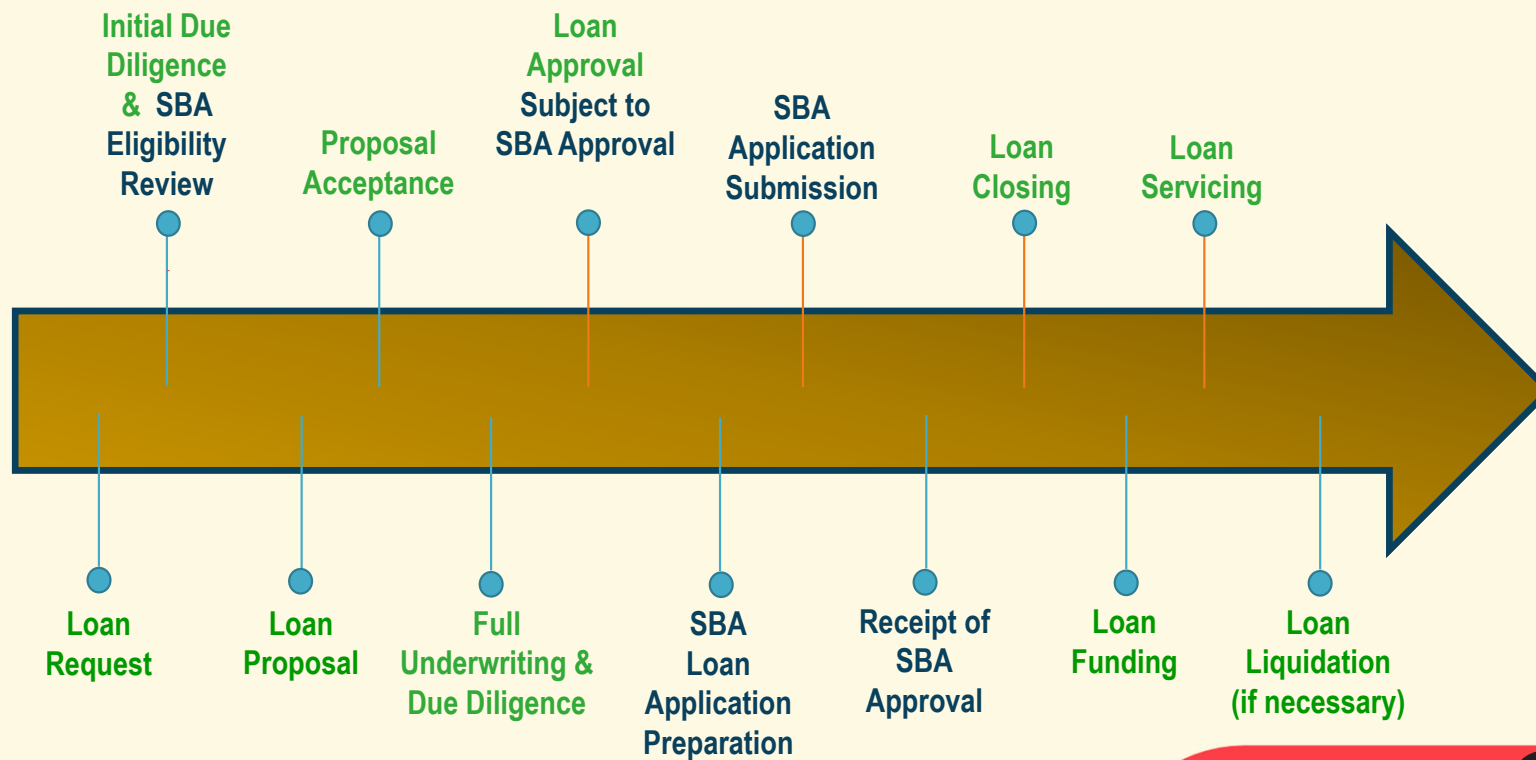 Initial Due
Diligence
& SBA
Eligibility
Review
Proposal
Acceptance
Loan
Approval
Subject to
SBA Approval
SBA
Application
Submission
Loan
Closing
Loan
Servicing
Loan
Request
Loan
Proposal
Full
Underwriting &
Due Diligence
SBA
Loan
Application
Preparation
Receipt of
SBA
Approval
Loan
Funding
Loan
Liquidation
(if necessary)